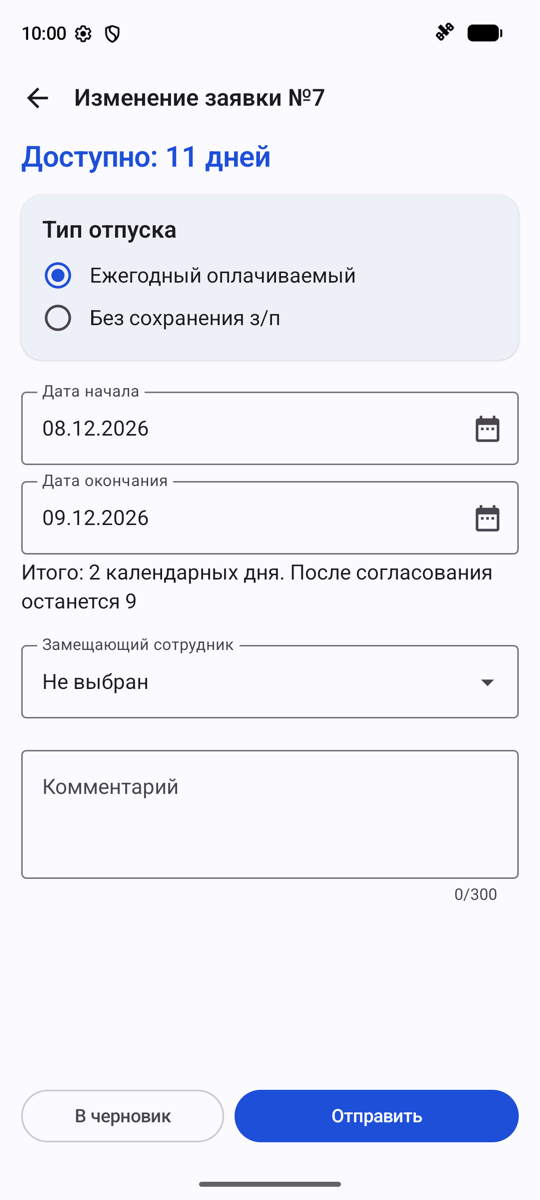 10:00
Изменение заявки №7
Доступно: 11 дней
Тип отпуска
Ежегодный оплачиваемый
Без сохранения з/п
Дата начала
08.12.2026
Дата окончания
09.12.2026
Итого: 2 календарных дня. После согласования
останется 9
Замещающий сотрудник
Не выбран
Комментарий
0/300
В черновик
Отправить